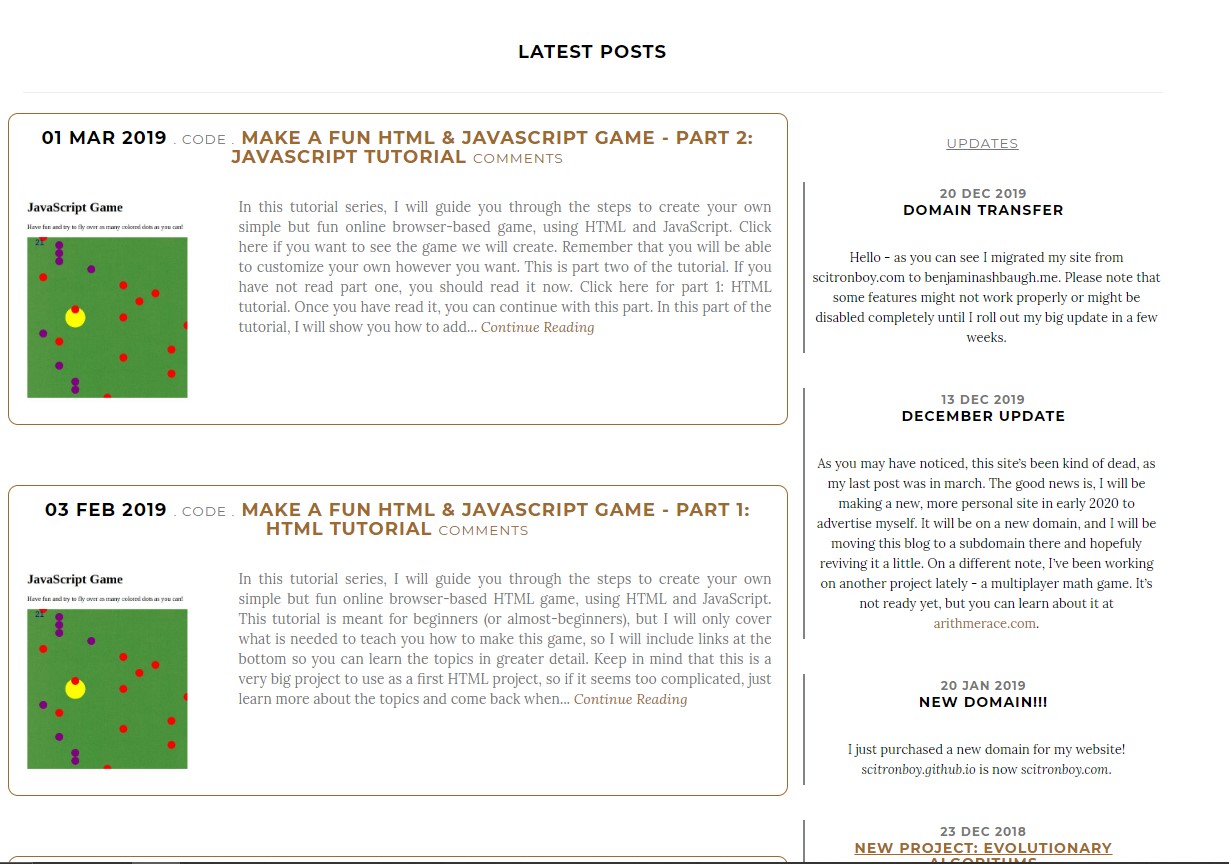 LATEST POSTS
01 MAR 2019 . CODE . MAKE A FUN HTML & JAVASCRIPT GAME - PART 2:
JAVASCRIPT TUTORIAL COMMENTS
JavaScript Game
Have fun and try to fly over as many colored dots as you can!
21
In this tutorial series, I will guide you through the steps to create your own
simple but fun online browser-based game, using HTML and JavaScript. Click
here if you want to see the game we will create. Remember that you will be able
to customize your own however you want. This is part two of the tutorial. If you
have not read part one, you should read it now. Click here for part 1: HTML
tutorial. Once you have read it, you can continue with this part. In this part of the
tutorial, I will show you how to add... Continue Reading
03 FEB 2019 . CODE . MAKE A FUN HTML & JAVASCRIPT GAME - PART 1:
HTML TUTORIAL COMMENTS
JavaScript Game
Have fun and try to fly over as many colored dots as you can!
21
In this tutorial series, I will guide you through the steps to create your own
simple but fun online browser-based HTML game, using HTML and JavaScript.
This tutorial is meant for beginners (or almost-beginners), but I will only cover
what is needed to teach you how to make this game, so I will include links at the
bottom so you can learn the topics in greater detail. Keep in mind that this is a
very big project to use as a first HTML project, so if it seems too complicated, just
learn more about the topics and come back when... Continue Reading
UPDATES
20 DEC 2019
DOMAIN TRANSFER
Hello - as you can see I migrated my site from
scitronboy.com to benjaminashbaugh.me. Please note that
some features might not work properly or might be
disabled completely until I roll out my big update in a few
weeks.
13 DEC 2019
DECEMBER UPDATE
As you may have noticed, this site's been kind of dead, as
my last post was in march. The good news is, I will be
making a new, more personal site in early 2020 to
advertise myself. It will be on a new domain, and I will be
moving this blog to a subdomain there and hopefuly
reviving it a little. On a different note, I've been working
on another project lately - a multiplayer math game. It's
not ready yet, but you can learn about it at
arithmerace.com.
20 JAN 2019
NEW DOMAIN!!!
I just purchased a new domain for my website!
scitronboy.github.io is now scitronboy.com.
23 DEC 2018
NEW PROJECT: EVOLUTIONARY